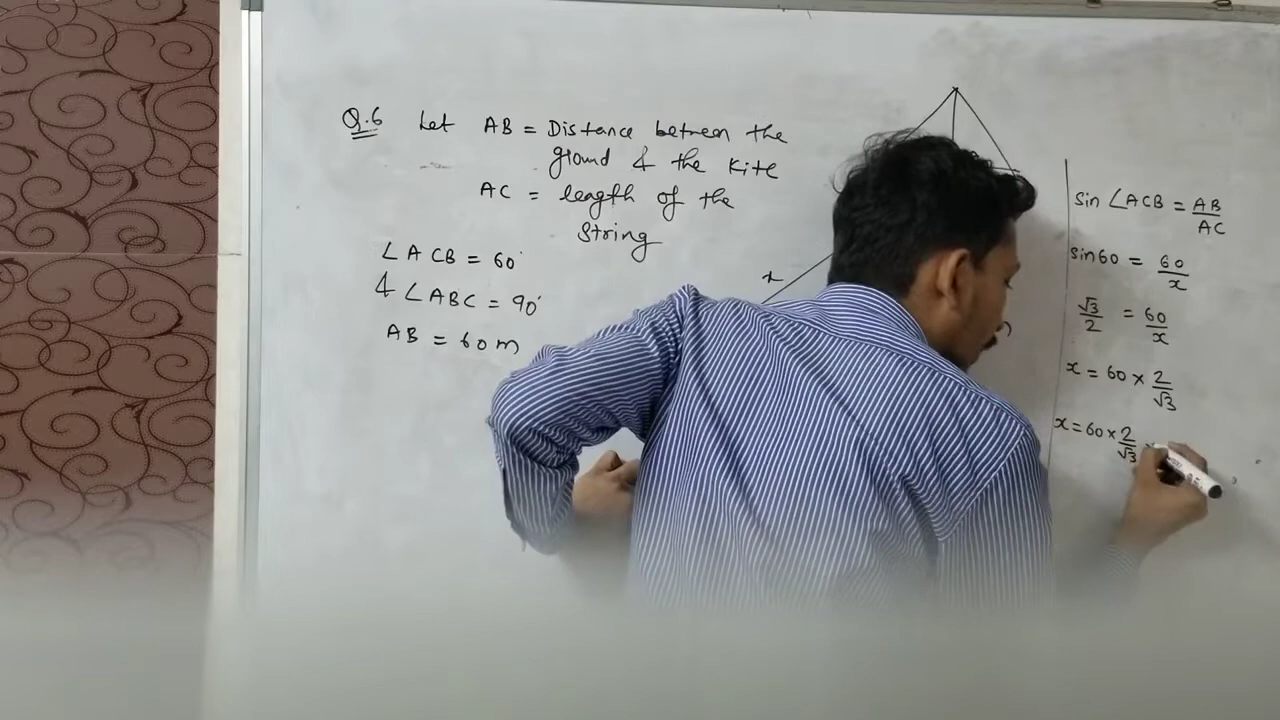 Q.6 Let AB = Distance between the
ground & the kite
AC = length of the
String
∠ACB = 60°
& ∠ABC = 90°
AB = 60 m
x
sin ∠ACB = AB/AC
sin60 = 60/x
√3/2 = 60/x
x = 60 × 2/√3
x = 60 × 2/√3